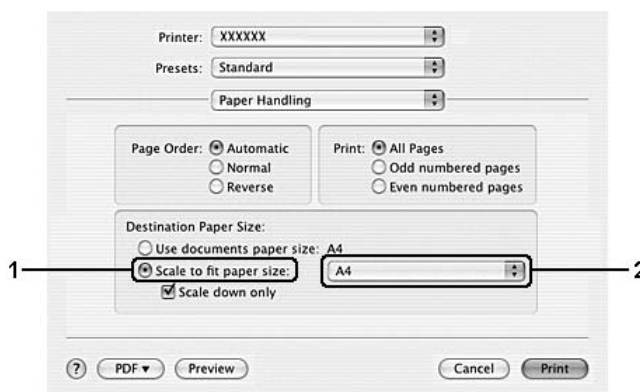 Printer: XXXXXX
Presets: Standard
Paper Handling
Page Order: Automatic
Normal
Reverse
Print: All Pages
Odd numbered pages
Even numbered pages
Destination Paper Size:
Use documents paper size: A4
1 Scale to fit paper size: A4 2
Scale down only
? PDF ▼ Preview Cancel Print